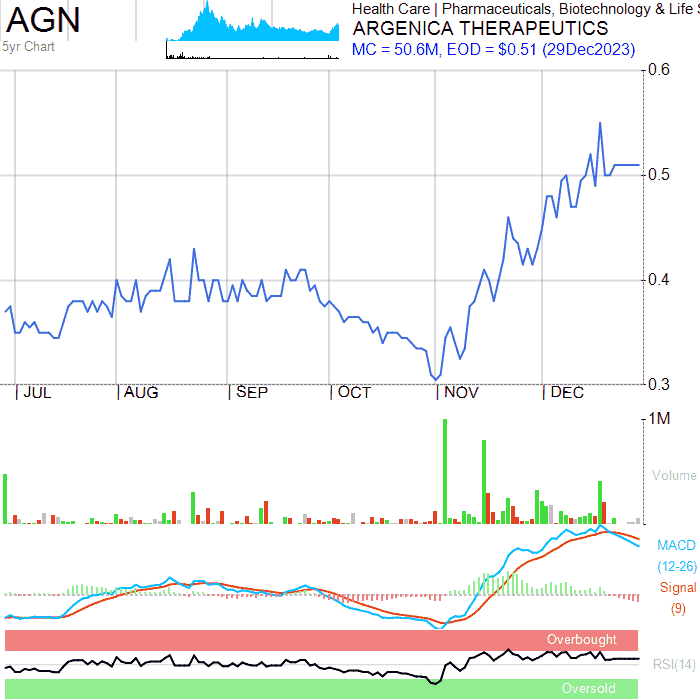 AGN
5yr Chart
Health Care | Pharmaceuticals, Biotechnology & Life S
ARGENICA THERAPEUTICS
MC = 50.6M, EOD = $0.51 (29Dec2023)
0.6
0.5
0.4
0.3
JUL
AUG
SEP
OCT
NOV
DEC
1M
Volume
MACD
(12-26)
Signal
(9)
Overbought
RSI(14)
Oversold